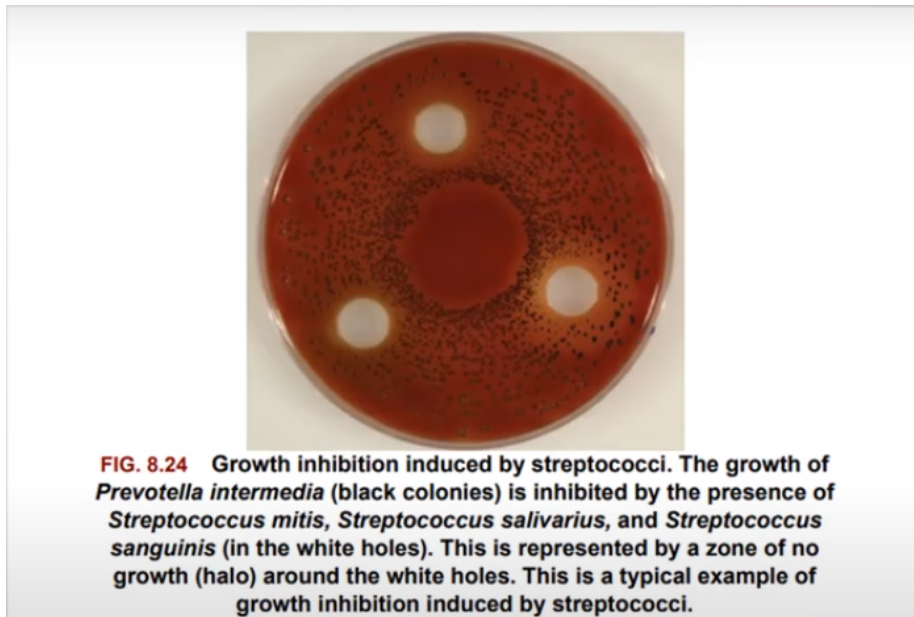 FIG. 8.24 Growth inhibition induced by streptococci. The growth of
Prevotella intermedia (black colonies) is inhibited by the presence of
Streptococcus mitis, Streptococcus salivarius, and Streptococcus
sanguinis (in the white holes). This is represented by a zone of no
growth (halo) around the white holes. This is a typical example of
growth inhibition induced by streptococci.